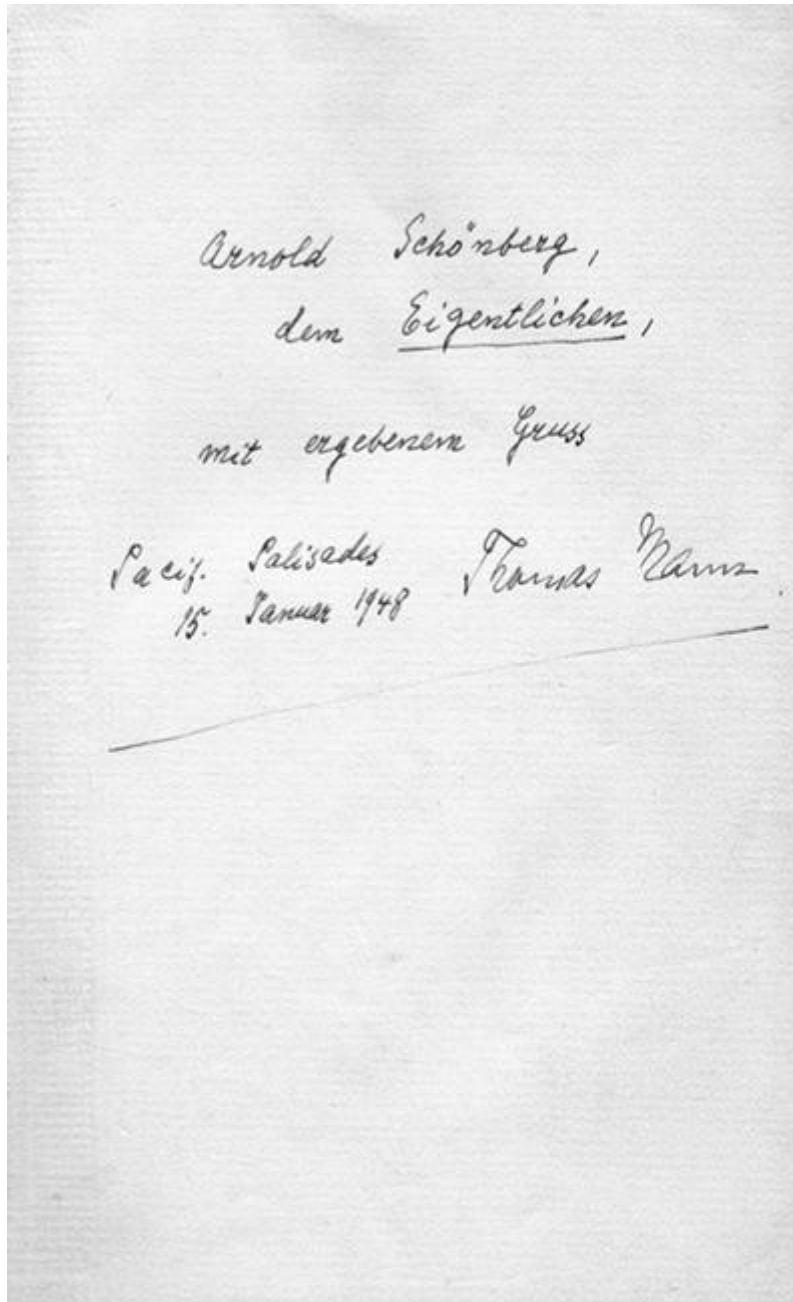 Arnold Schönberg,
dem Eigentlichen,
mit ergebenem Gruss
Pacif. Palisades
15. Januar 1948
Thomas Mann